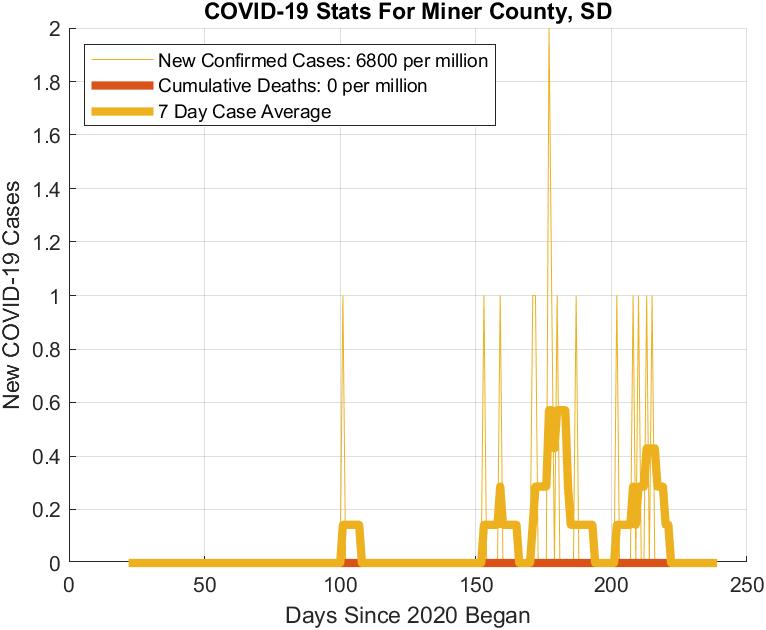 COVID-19 Stats For Miner County, SD
New Confirmed Cases: 6800 per million
Cumulative Deaths: 0 per million
7 Day Case Average
New COVID-19 Cases
2
1.8
1.6
1.4
1.2
1
0.8
0.6
0.4
0.2
0
0 50 100 150 200 250
Days Since 2020 Began